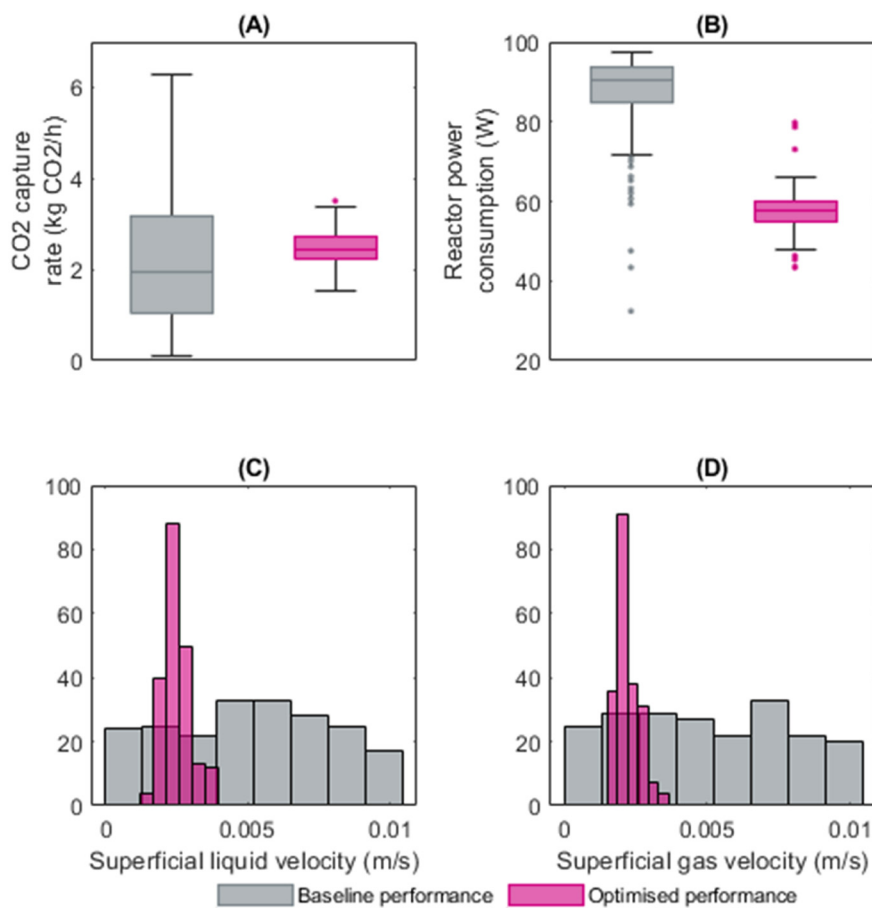 (A)
CO2 capture
rate (kg CO2/h)
6
4
2
0
(B)
Reactor power
consumption (W)
100
80
60
40
20
(C)
100
80
60
40
20
0
0
0.005
0.01
Superficial liquid velocity (m/s)
(D)
100
80
60
40
20
0
0
0.005
0.01
Superficial gas velocity (m/s)
Baseline performance
Optimised performance